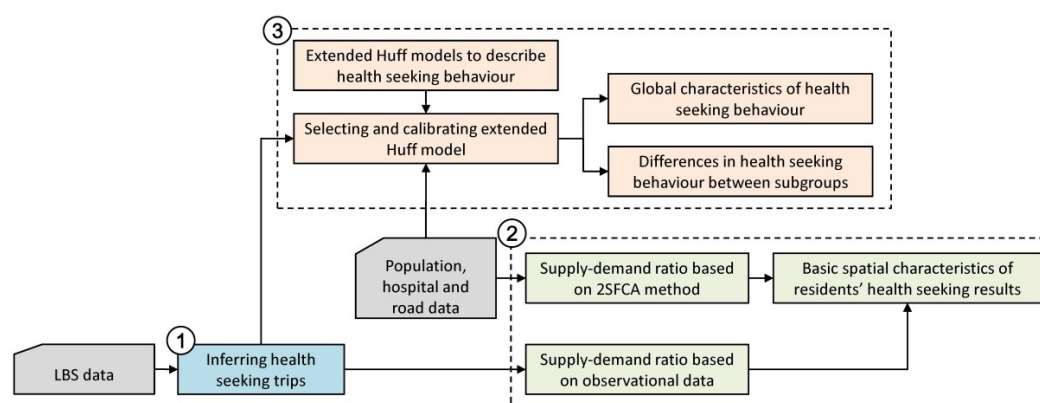 3
Extended Huff models to describe
health seeking behaviour
Global characteristics of health
seeking behaviour
Selecting and calibrating extended
Huff model
Differences in health seeking
behaviour between subgroups
2
Population,
hospital and
road data
Supply-demand ratio based
on 2SFCA method
Basic spatial characteristics of
residents' health seeking results
1
LBS data
Inferring health
seeking trips
Supply-demand ratio based
on observational data